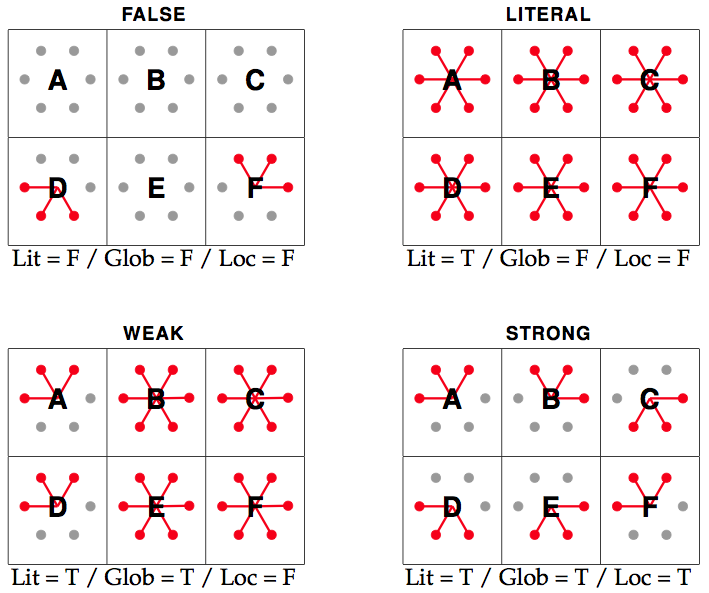 FALSE
A B C
D E F
Lit = F / Glob = F / Loc = F
LITERAL
A B C
D E F
Lit = T / Glob = F / Loc = F
WEAK
A B C
D E F
Lit = T / Glob = T / Loc = F
STRONG
A B C
D E F
Lit = T / Glob = T / Loc = T